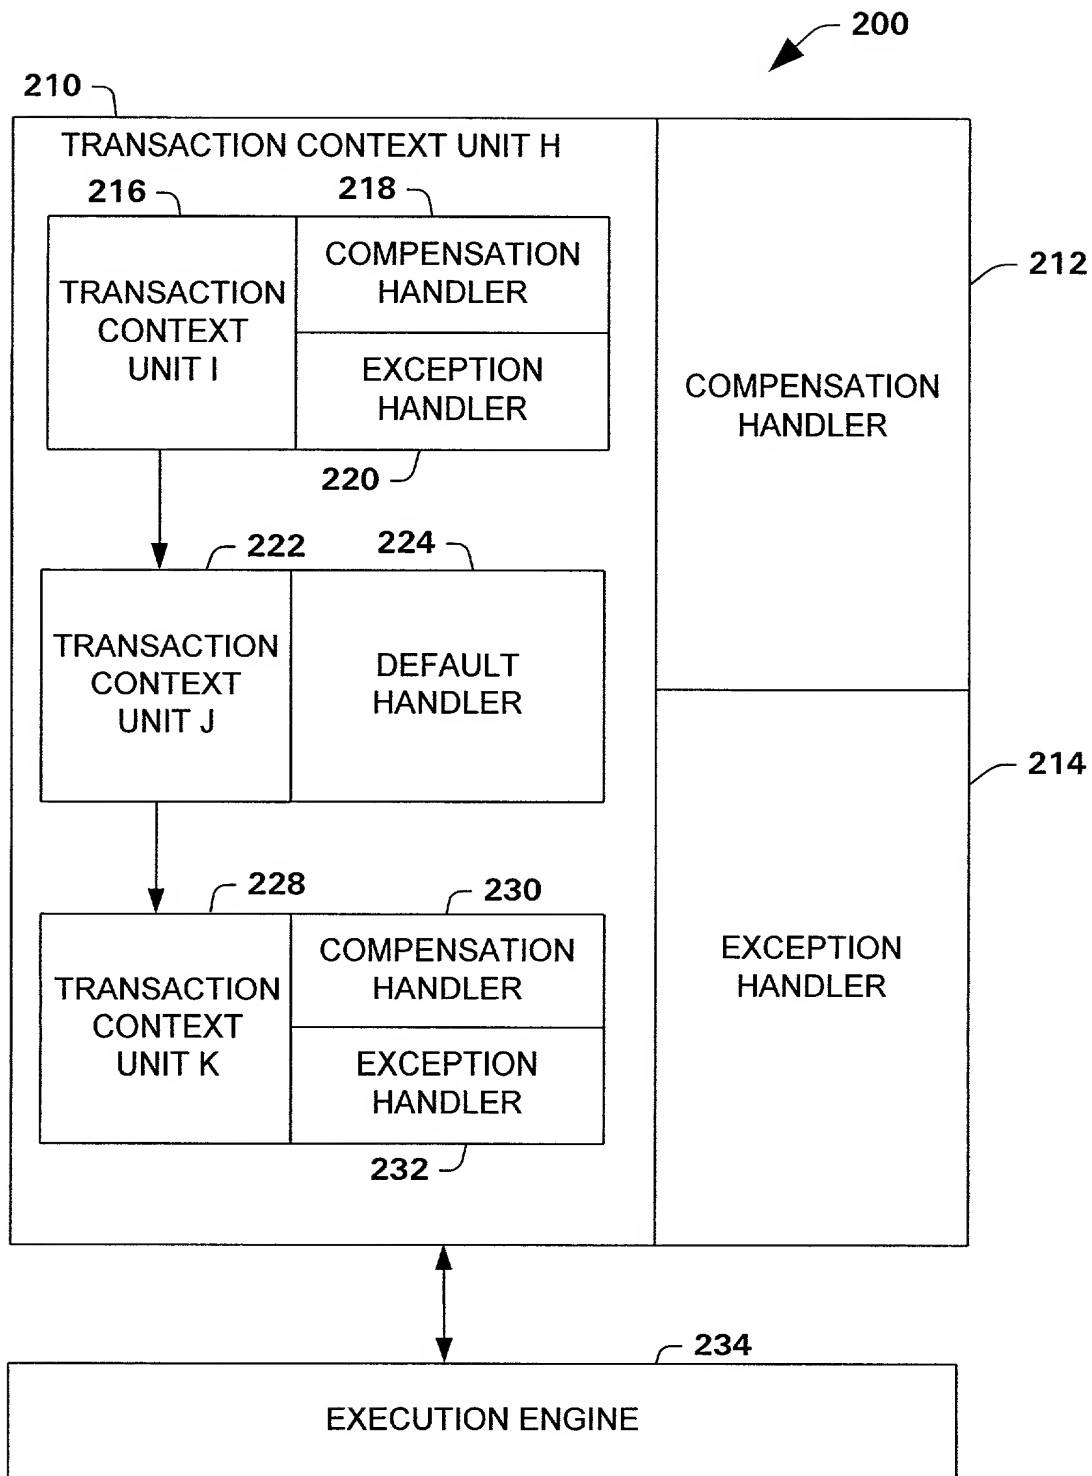 200
210
TRANSACTION CONTEXT UNIT H
216
218
TRANSACTION
CONTEXT
UNIT I
COMPENSATION
HANDLER
EXCEPTION
HANDLER
220
212
COMPENSATION
HANDLER
222
224
TRANSACTION
CONTEXT
UNIT J
DEFAULT
HANDLER
214
EXCEPTION
HANDLER
228
230
TRANSACTION
CONTEXT
UNIT K
COMPENSATION
HANDLER
EXCEPTION
HANDLER
232
234
EXECUTION ENGINE